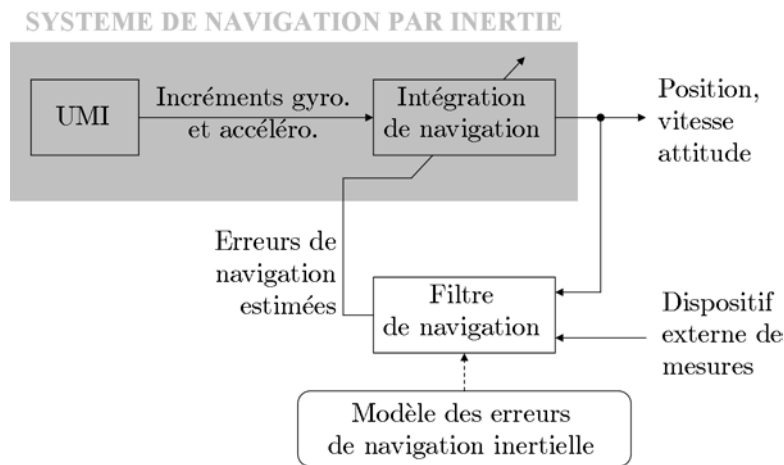 SYSTEME DE NAVIGATION PAR INERTIE
UMI
Incréments gyro.
et accéléro.
Intégration
de navigation
Position,
vitesse
attitude
Erreurs de
navigation
estimées
Filtre
de navigation
Dispositif
externe de
mesures
Modèle des erreurs
de navigation inertielle